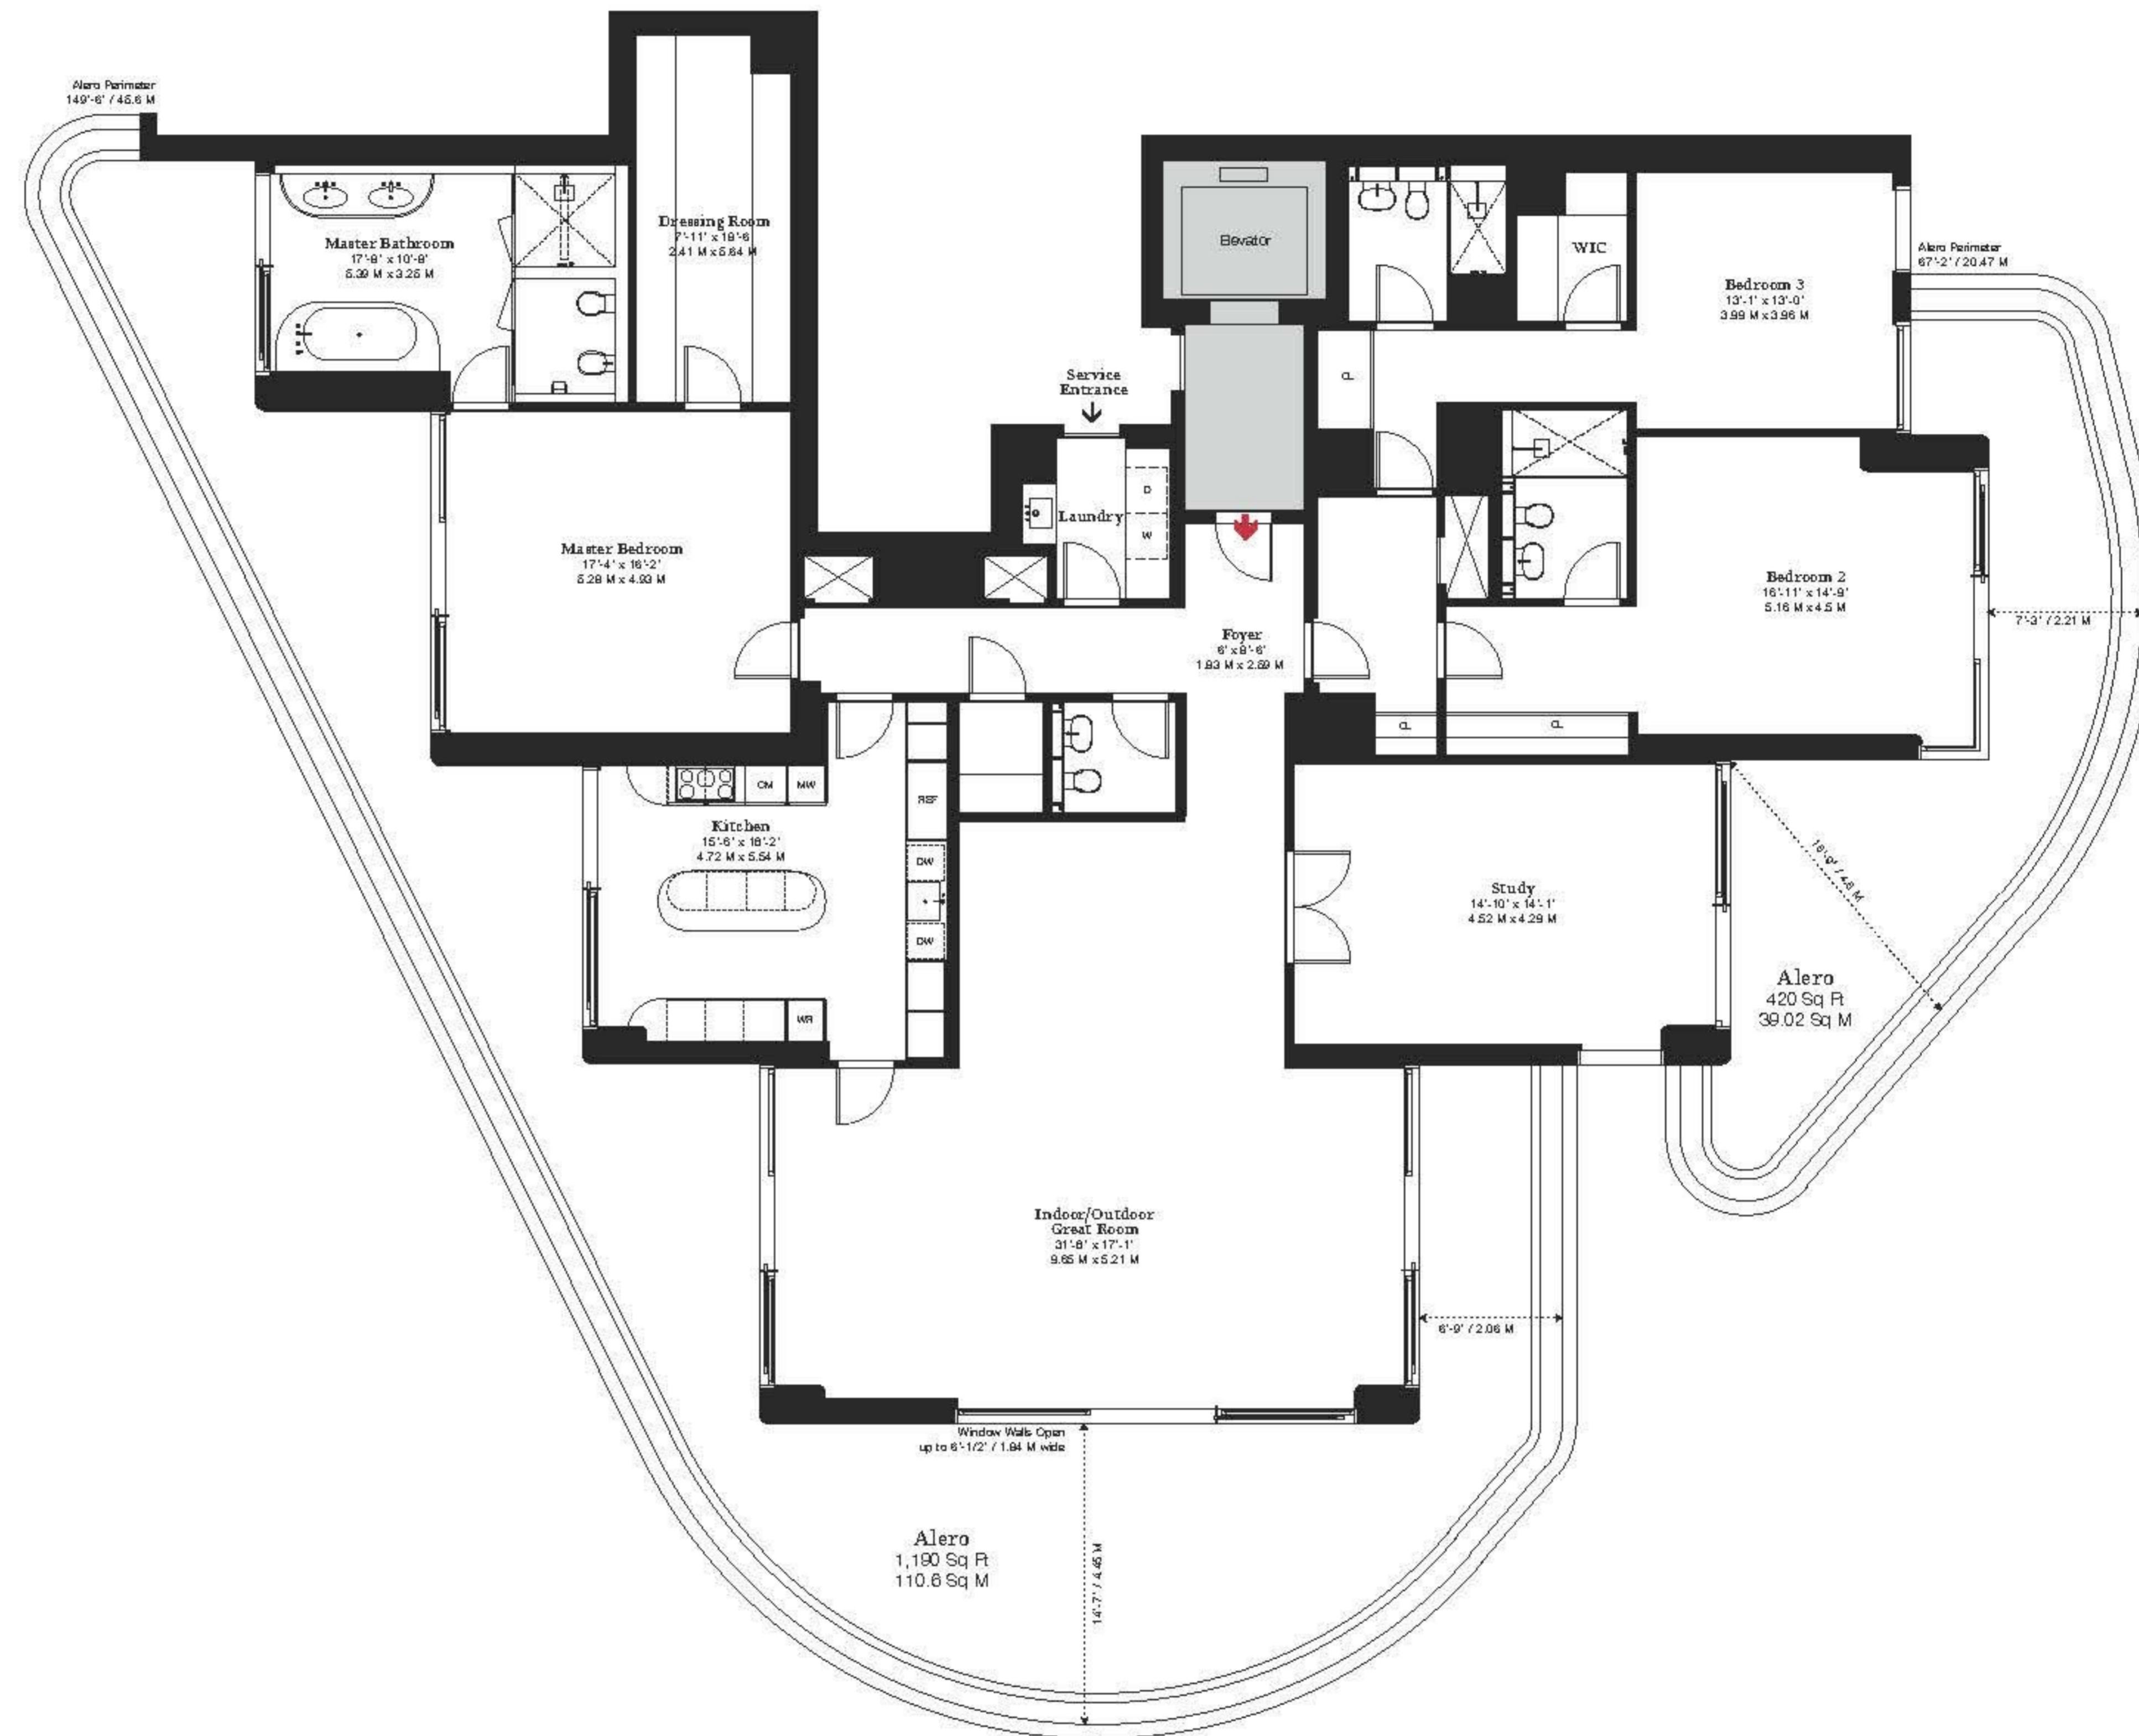 Alero Perimeter
149'-6" / 45.6 M
Master Bathroom
17'-8" x 10'-8"
5.39 M x 3.25 M
Dressing Room
7'-11" x 18'-6
2.41 M x 5.64 M
Elevator
WIC
Bedroom 3
13'-1" x 13'-0"
3.99 M x 3.96 M
Alero Perimeter
67'-2" / 20.47 M
Service
Entrance
CL
D
Laundry
W
Master Bedroom
17'-4" x 16'-2"
5.28 M x 4.93 M
Bedroom 2
16'-11" x 14'-9"
5.16 M x 4.5 M
7'-3" / 2.21 M
Foyer
6' x 8'-6"
1.83 M x 2.59 M
CL
CL
OM
MW
REF
Kitchen
15'-6" x 18'-2"
4.72 M x 5.54 M
DW
DW
WR
Study
14'-10" x 14'-1"
4.52 M x 4.29 M
Alero
420 Sq Ft
39.02 Sq M
Indoor/Outdoor
Great Room
31'-8" x 17'-1"
9.65 M x 5.21 M
6'-9" / 2.06 M
Window Walls Open
up to 6'-1/2" / 1.84 M wide
Alero
1,190 Sq Ft
110.6 Sq M
14'-7" / 4.45 M